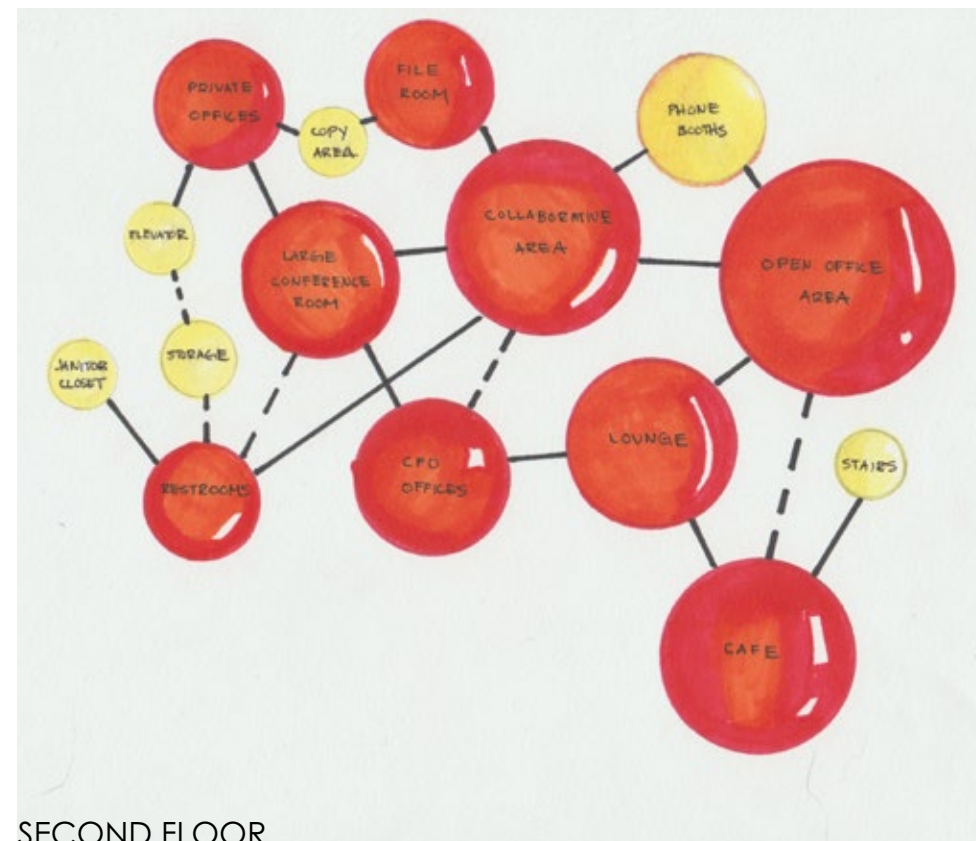 PRIVATE
OFFICES
FILE
ROOM
COPY
AREA
PHONE
BOOTHS
COLLABORATIVE
AREA
ELEVATOR
LARGE
CONFERENCE
ROOM
OPEN OFFICE
AREA
STORAGE
JANITOR
CLOSET
LOUNGE
CFO
OFFICES
STAIRS
RESTROOMS
CAFE
SECOND FLOOR